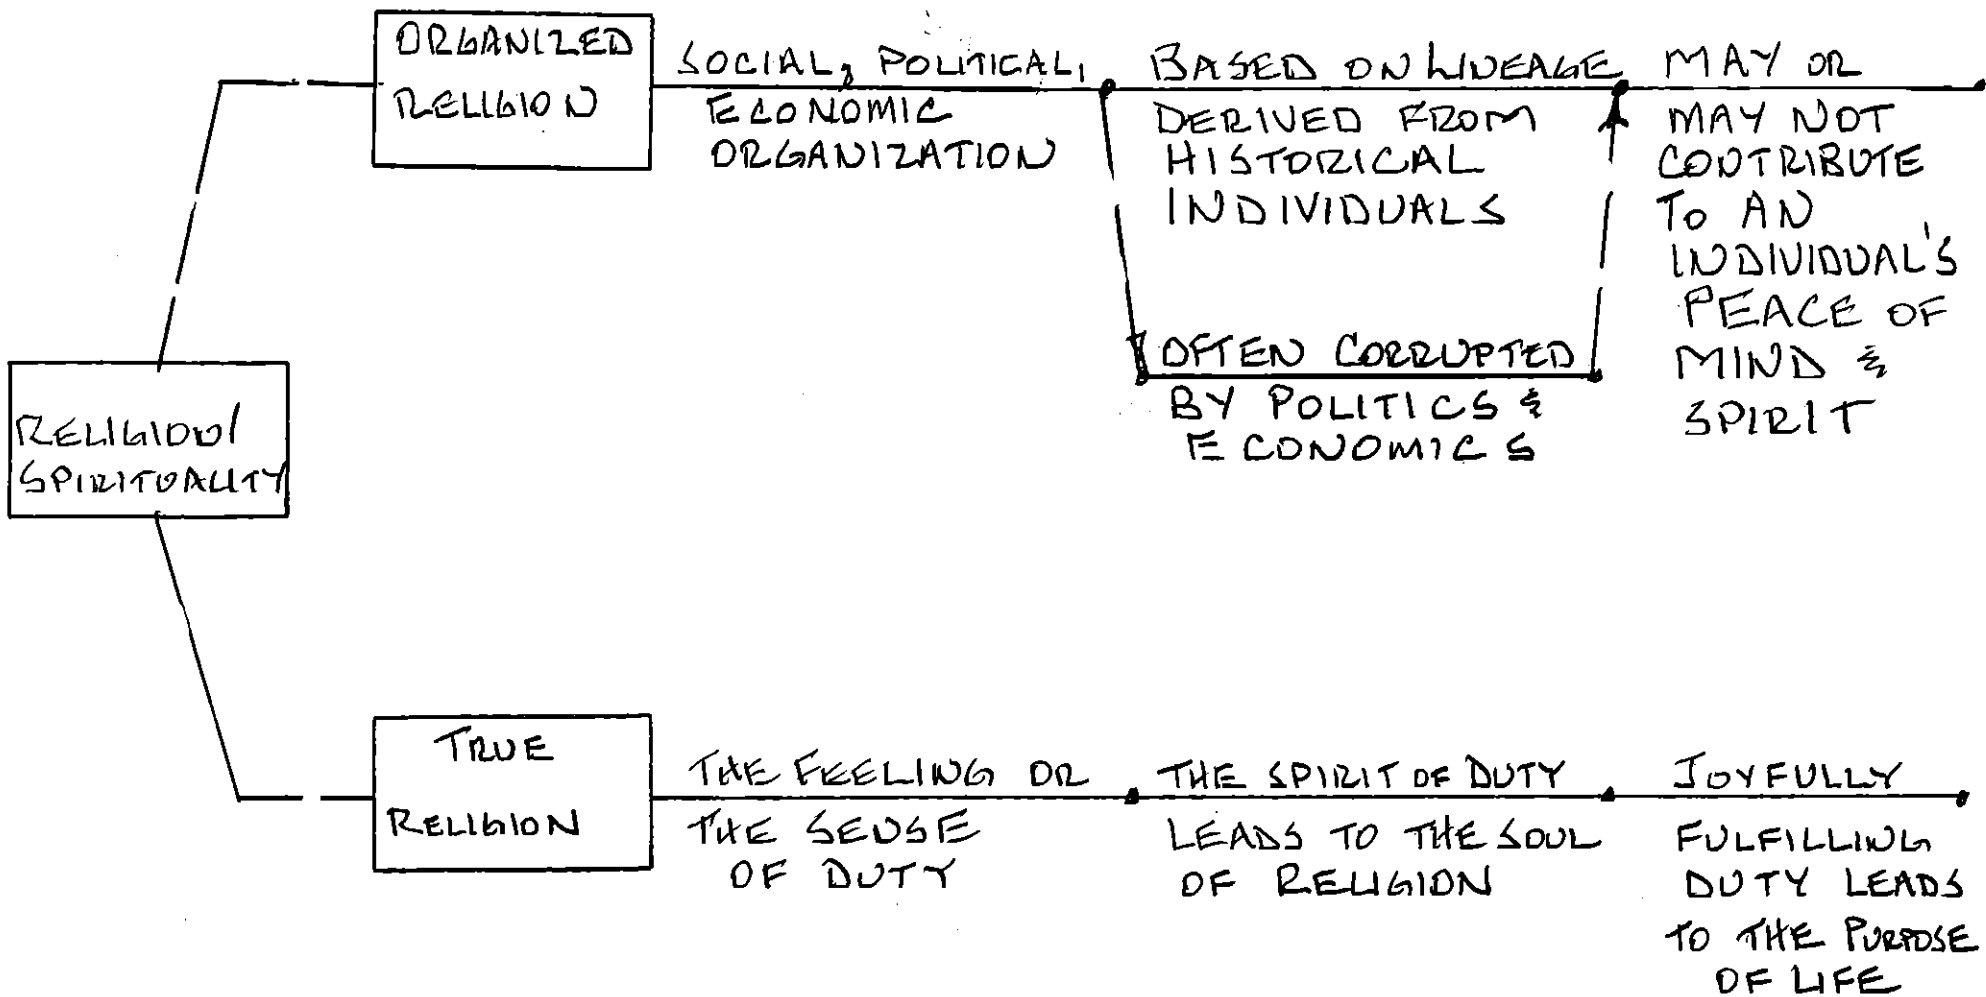 ORGANIZED
RELIGION
SOCIAL, POLITICAL,
ECONOMIC
ORGANIZATION
BASED ON LINEAGE
DERIVED FROM
HISTORICAL
INDIVIDUALS
OFTEN CORRUPTED
BY POLITICS &
ECONOMICS
MAY OR
MAY NOT
CONTRIBUTE
TO AN
INDIVIDUAL'S
PEACE OF
MIND &
SPIRIT
RELIGION/
SPIRITUALITY
TRUE
RELIGION
THE FEELING OR
THE SENSE
OF DUTY
THE SPIRIT OF DUTY
LEADS TO THE SOUL
OF RELIGION
JOYFULLY
FULFILLING
DUTY LEADS
TO THE PURPOSE
OF LIFE